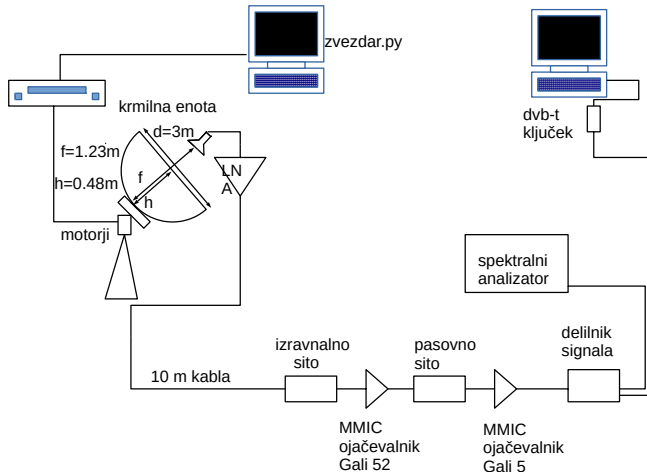 zvezdar.py
dvb-t
ključek
krmilna enota
d=3m
f=1.23m
h=0.48m
f
h
LN
A
motorji
spektralni
analizator
izravnalno
sito
pasovno
sito
delilnik
signala
10 m kabla
MMIC
ojačevalnik
Gali 52
MMIC
ojačevalnik
Gali 5